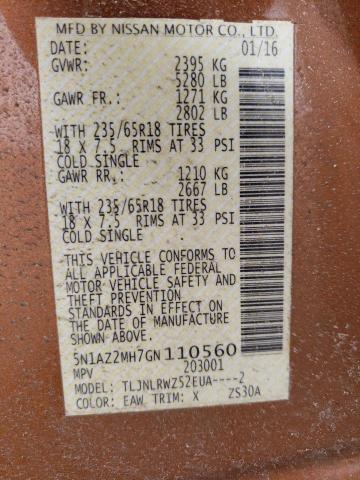 MFD BY NISSAN MOTOR CO., LTD.
DATE: 01/16
GVWR: 2395 KG
5280 LB
GAWR FR.: 1271 KG
2802 LB
WITH 235/65R18 TIRES
18 X 7.5 RIMS AT 33 PSI
COLD SINGLE
GAWR RR.: 1210 KG
2667 LB
WITH 235/65R18 TIRES
18 X 7.5 RIMS AT 33 PSI
COLD SINGLE
THIS VEHICLE CONFORMS TO
ALL APPLICABLE FEDERAL
MOTOR VEHICLE SAFETY AND
THEFT PREVENTION
STANDARDS IN EFFECT ON
THE DATE OF MANUFACTURE
SHOWN ABOVE.
5N1AZ2MH7GN110560
MPV 203001
MODEL: TLJNLRWZ52EUA----2
COLOR: EAW TRIM: X ZS30A